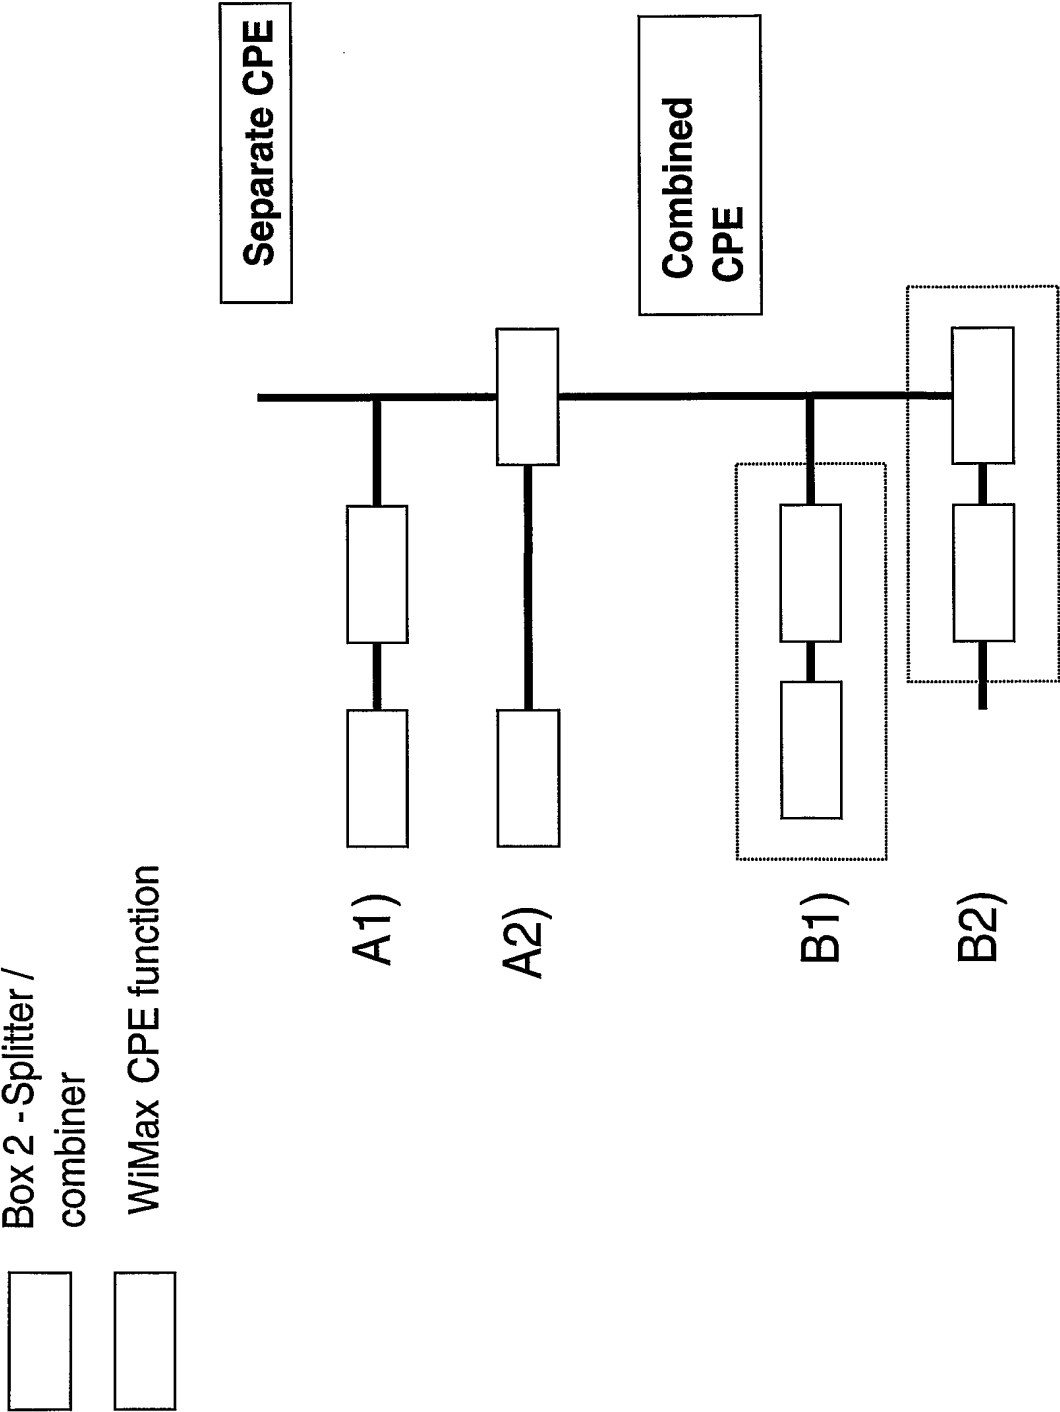 Box 2 - Splitter /
combiner
WiMax CPE function
Separate CPE
A1)
A2)
Combined
CPE
B1)
B2)